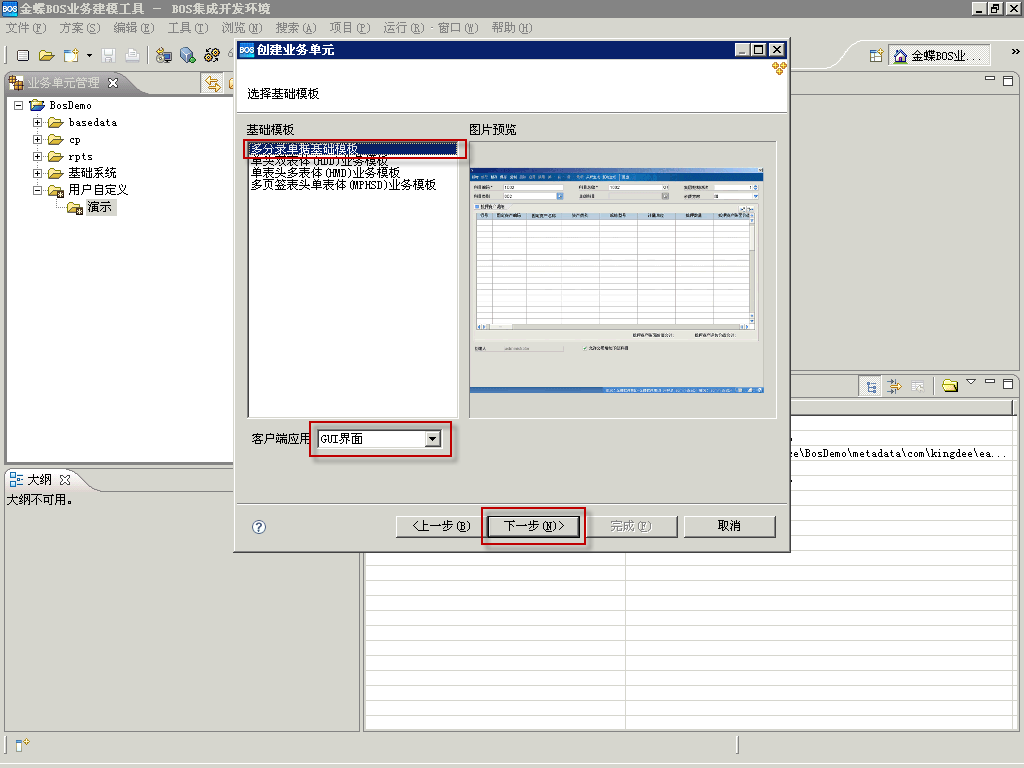 金蝶BOS业务建模工具 － BOS集成开发环境
文件(F) 方案(S) 编辑(E) 工具(T) 浏览(N) 搜索(A) 项目(P) 运行(R) 窗口(W) 帮助(H)
金蝶BOS业...
业务单元管理
BosDemo
basedata
cp
rpts
基础系统
用户自定义
演示
大纲
大纲不可用。
BOS 创建业务单元
选择基础模板
基础模板
图片预览
多分录单据基础模板
单头双表体(HDD)业务模板
单表头多表体(HMD)业务模板
多页签表头单表体(MPHSD)业务模板
客户端应用
GUI界面
<上一步(B)
下一步(N)>
完成(F)
取消
ce\BosDemo\metadata\com\kingdee\ea...